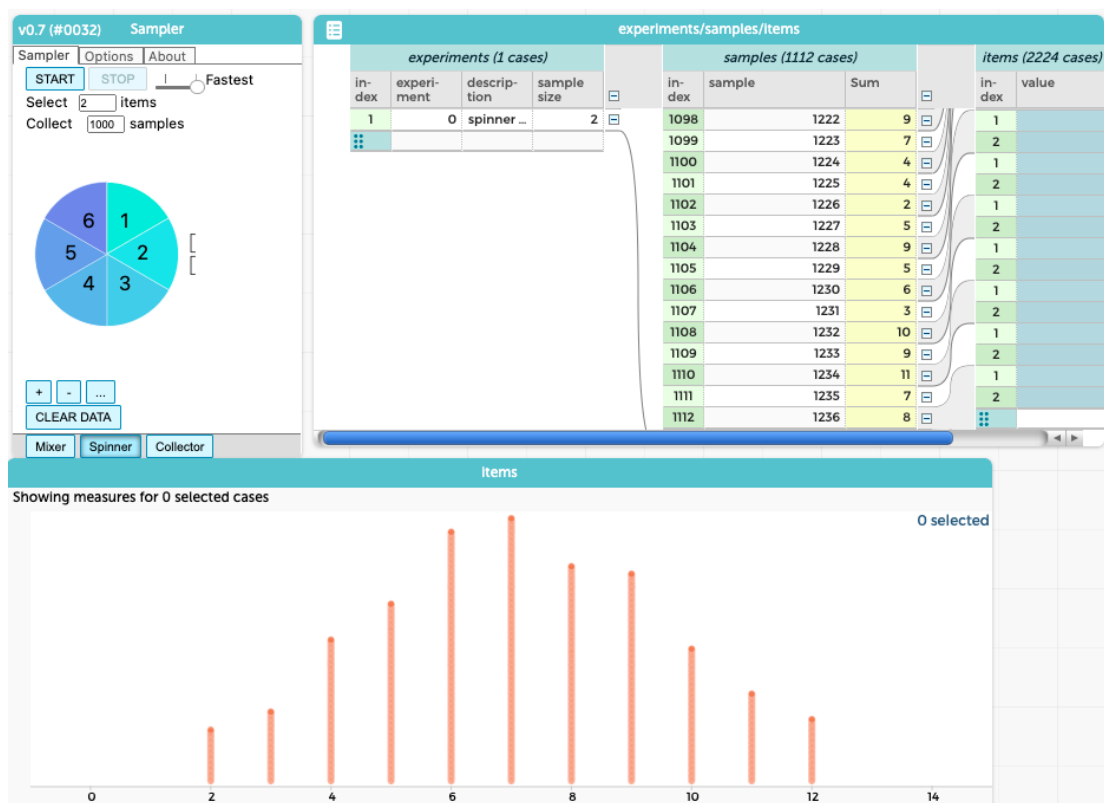 v0.7 (#0032) Sampler
Sampler Options About
START STOP Fastest
Select 2 items
Collect 1000 samples
6 1
5 2
4 3
+ - ...
CLEAR DATA
Mixer Spinner Collector
experiments/samples/items
experiments (1 cases) samples (1112 cases) items (2224 cases)
in- experi- descrip- sample in- sample Sum in- value
dex ment tion size dex dex
1 0 spinner ... 2 1098 1222 9 1
1099 1223 7 2
1100 1224 4 1
1101 1225 4 2
1102 1226 2 1
1103 1227 5 2
1104 1228 9 1
1105 1229 5 2
1106 1230 6 1
1107 1231 3 2
1108 1232 10 1
1109 1233 9 2
1110 1234 11 1
1111 1235 7 2
1112 1236 8
items
Showing measures for 0 selected cases
0 selected
0 2 4 6 8 10 12 14